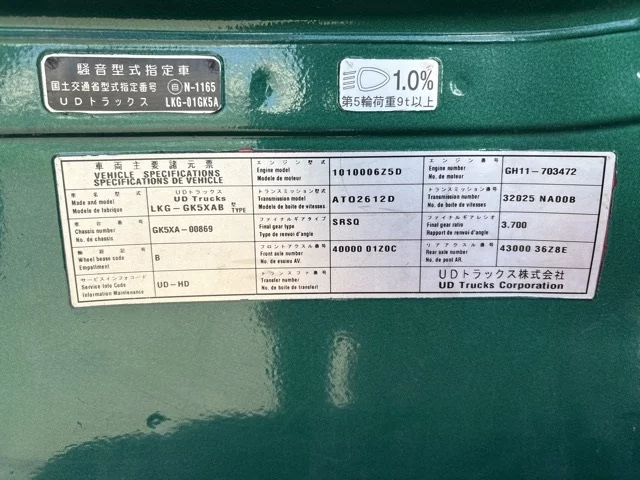 騒音型式指定車
国土交通省型式指定番号 自N-1165
UDトラックス LKG-01GK5A
1.0%
第5輪荷重9t以上
車両主要諸元票
VEHICLE SPECIFICATIONS
SPECIFICATIONS DE VEHICLE
車名型式
Made and model
Modele de fabrique
UDトラックス
UD Trucks
LKG-GK5XAB
型式
TYPE
車台番号
Chassis number
No. de chassis
GK5XA-00869
軸距記号
Wheel beese code
Empattement
B
サービスインフォコード
Service Info Code
Information Maintenance
UD-HD
エンジン型式
Engine model
Modele de moteur
1010006Z5D
トランスミッション型式
Transmission model
Modele de boite de vitesses
ATO2612D
ファイナルギアタイプ
Final gear type
Type de renvoi d'angle
SRSQ
フロントアクスル番号
Front axle number
No. de essieu AV.
40000 01Z0C
トランスファ番号
Transfer number
No. de boite de transfert
エンジン番号
Engine number
No. de moteur
GH11-703472
トランスミッション番号
Transmission number
No. de boite de vitesses
32025 NA00B
ファイナルギアレシオ
Final gear ratio
Rapport de renvoi d'angle
3.700
リアアクスル番号
Rear axle number
No. de pont AR.
43000 36Z8E
UDトラックス株式会社
UD Trucks Corporation